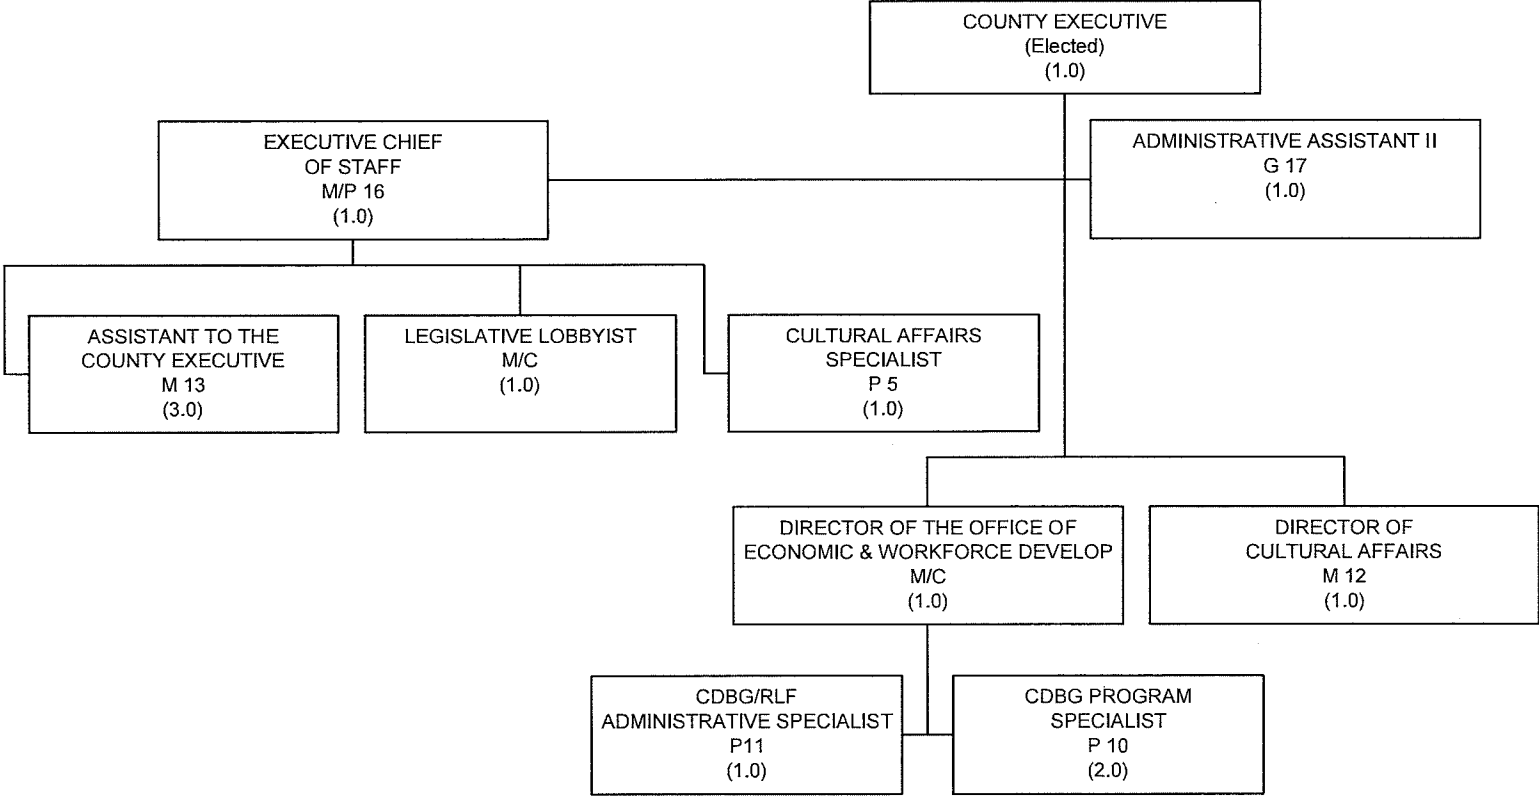 COUNTY EXECUTIVE
(Elected)
(1.0)
EXECUTIVE CHIEF
OF STAFF
M/P 16
(1.0)
ADMINISTRATIVE ASSISTANT II
G 17
(1.0)
ASSISTANT TO THE
COUNTY EXECUTIVE
M 13
(3.0)
LEGISLATIVE LOBBYIST
M/C
(1.0)
CULTURAL AFFAIRS
SPECIALIST
P 5
(1.0)
DIRECTOR OF THE OFFICE OF
ECONOMIC & WORKFORCE DEVELOP
M/C
(1.0)
DIRECTOR OF
CULTURAL AFFAIRS
M 12
(1.0)
CDBG/RLF
ADMINISTRATIVE SPECIALIST
P11
(1.0)
CDBG PROGRAM
SPECIALIST
P 10
(2.0)